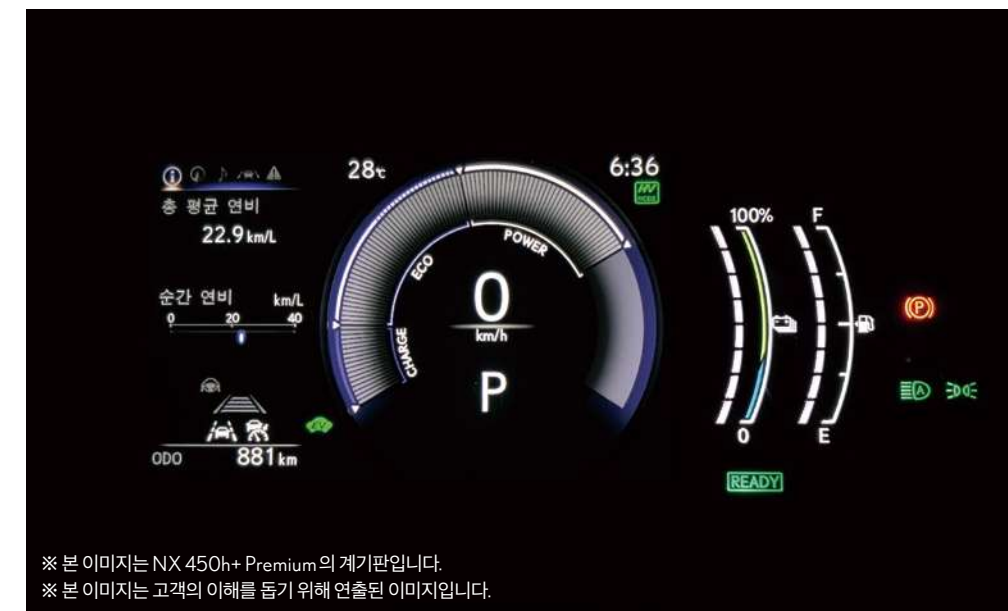 28℃
6:36
HV
MODE
총 평균 연비
22.9 km/L
순간 연비 km/L
0 20 40
CHARGE
ECO
POWER
0
km/h
P
EV
ODO 881 km
100%
0
F
E
(P)
A
READY
※ 본 이미지는 NX 450h+ Premium의 계기판입니다.
※ 본 이미지는 고객의 이해를 돕기 위해 연출된 이미지입니다.